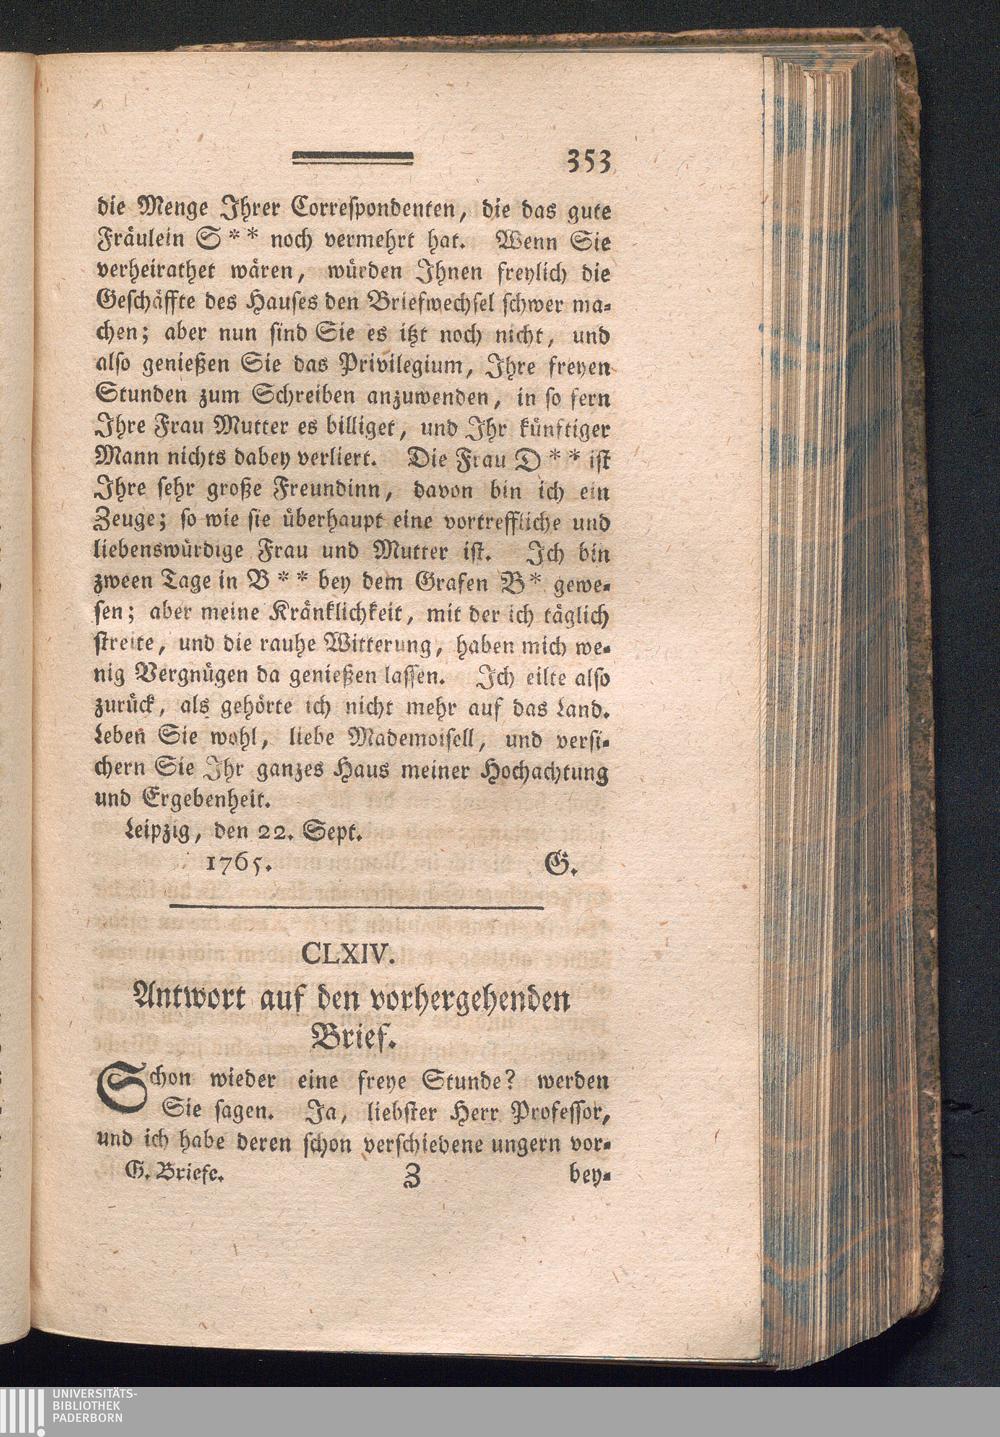 353
die Menge Ihrer Correspondenten, die das gute
Fräulein S** noch vermehrt hat. Wenn Sie
verheirathet wären, würden Ihnen freylich die
Geschäffte des Hauses den Briefwechsel schwer ma-
chen; aber nun sind Sie es itzt noch nicht, und
also genießen Sie das Privilegium, Ihre freyen
Stunden zum Schreiben anzuwenden, in so fern
Ihre Frau Mutter es billiget, und Ihr künftiger
Mann nichts dabey verliert. Die Frau D** ist
Ihre sehr große Freundinn, davon bin ich ein
Zeuge; so wie sie überhaupt eine vortreffliche und
liebenswürdige Frau und Mutter ist. Ich bin
zween Tage in B** bey dem Grafen B* gewe-
sen; aber meine Kränklichkeit, mit der ich täglich
streite, und die rauhe Witterung, haben mich we-
nig Vergnügen da genießen lassen. Ich eilte also
zurück, als gehörte ich nicht mehr auf das Land.
Leben Sie wohl, liebe Mademoisell, und versi-
chern Sie Ihr ganzes Haus meiner Hochachtung
und Ergebenheit.
Leipzig, den 22. Sept.
1765. G.
CLXIV.
Antwort auf den vorhergehenden
Brief.
Schon wieder eine freye Stunde? werden
Sie sagen. Ja, liebster Herr Professor,
und ich habe deren schon verschiedene ungern vor-
G. Briefe. Z bey-
UNIVERSITÄTS-
BIBLIOTHEK
PADERBORN